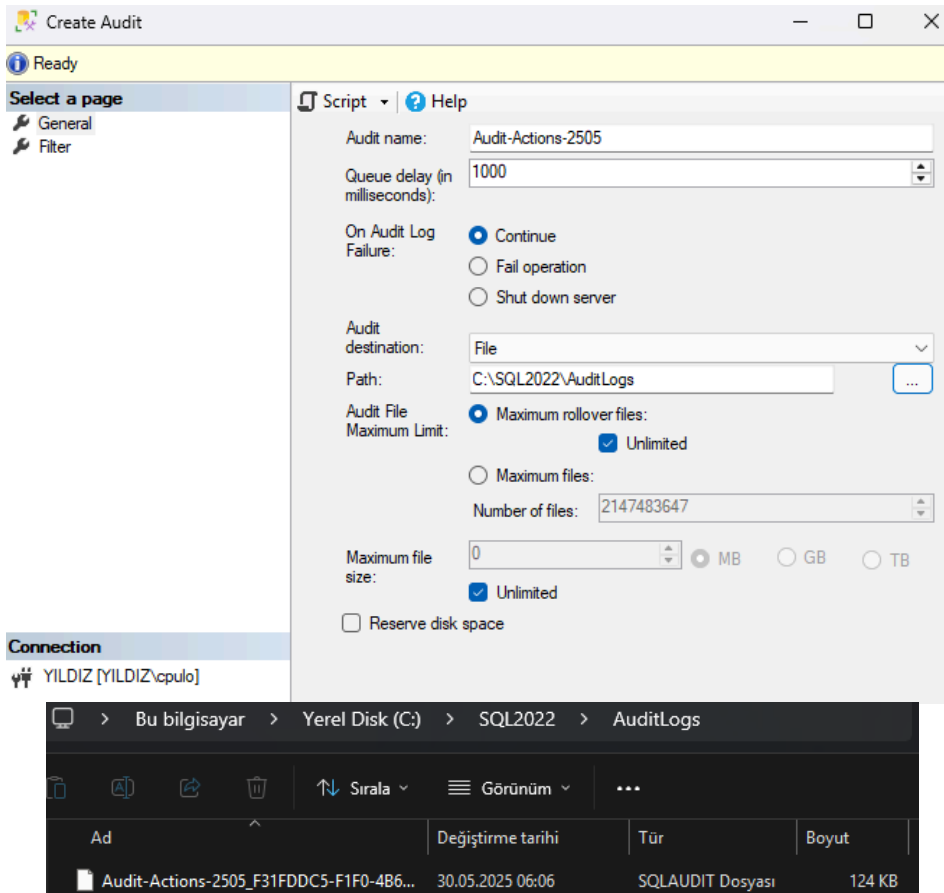 Create Audit
Ready
Select a page
General
Filter
Script
Help
Audit name:
Audit-Actions-2505
Queue delay (in
milliseconds):
1000
On Audit Log
Failure:
Continue
Fail operation
Shut down server
Audit
destination:
File
Path:
C:\SQL2022\AuditLogs
...
Audit File
Maximum Limit:
Maximum rollover files:
Unlimited
Maximum files:
Number of files:
2147483647
Maximum file
size:
0
MB
GB
TB
Unlimited
Reserve disk space
Connection
YILDIZ [YILDIZ\cpulo]
Bu bilgisayar > Yerel Disk (C:) > SQL2022 > AuditLogs
Sırala
Görünüm
...
Ad
Değiştirme tarihi
Tür
Boyut
Audit-Actions-2505_F31FDDC5-F1F0-4B6...
30.05.2025 06:06
SQLAUDIT Dosyası
124 KB